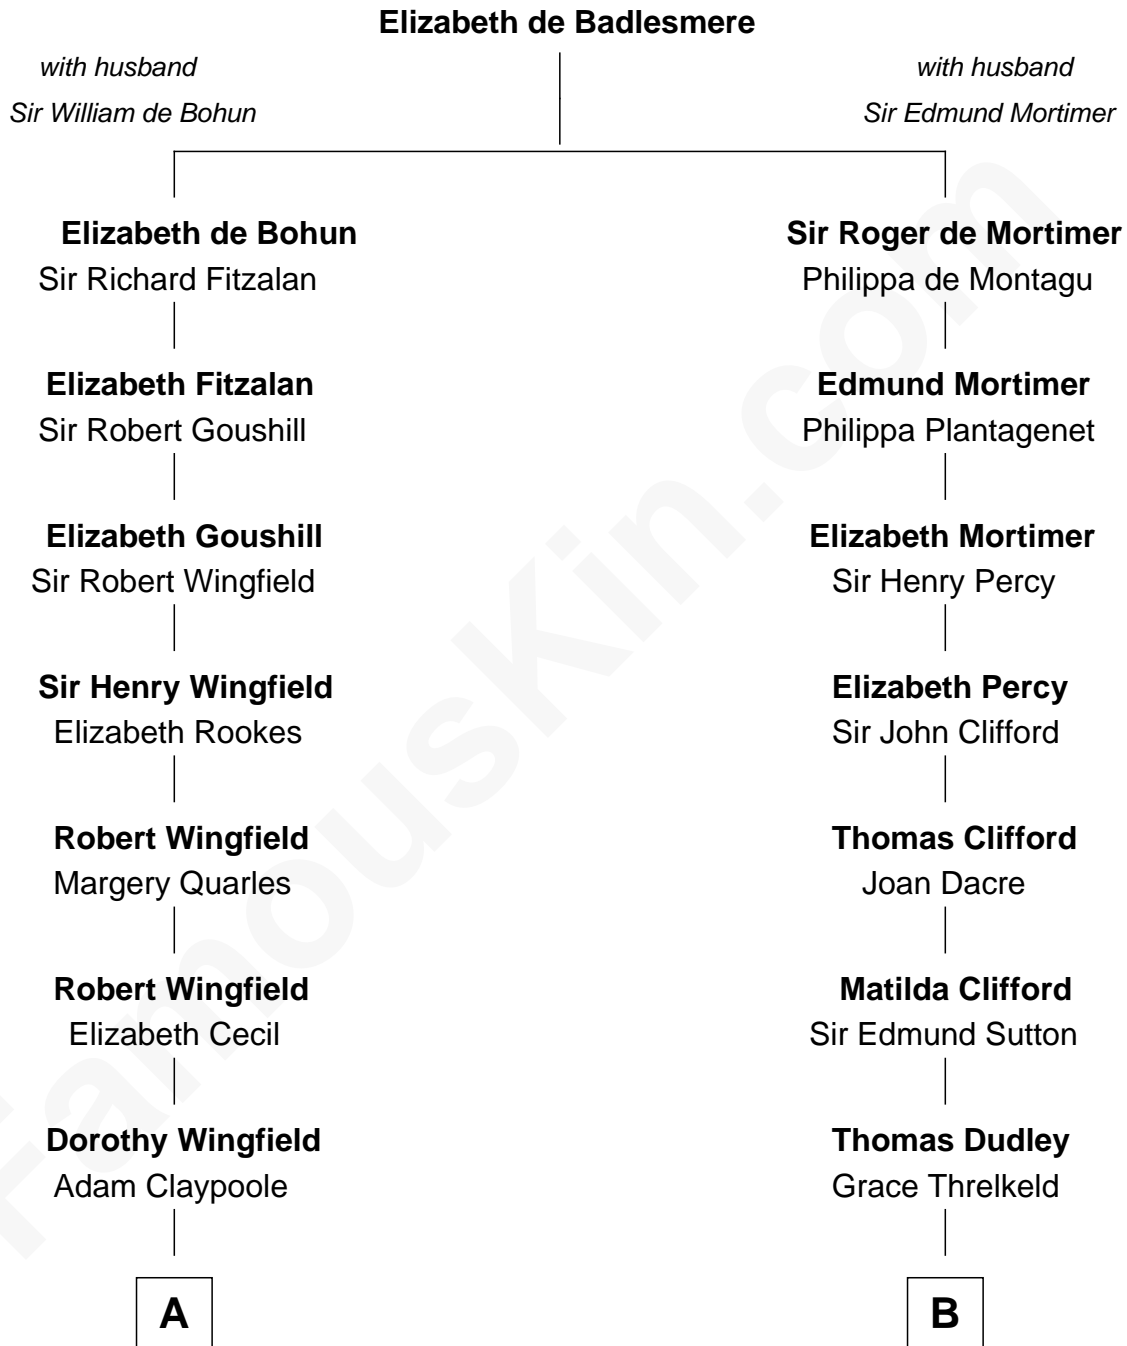 Elizabeth de Badlesmere
with husband
Sir William de Bohun
with husband
Sir Edmund Mortimer
Elizabeth de Bohun
Sir Richard Fitzalan
Sir Roger de Mortimer
Philippa de Montagu
Elizabeth Fitzalan
Sir Robert Goushill
Edmund Mortimer
Philippa Plantagenet
Elizabeth Goushill
Sir Robert Wingfield
Elizabeth Mortimer
Sir Henry Percy
Sir Henry Wingfield
Elizabeth Rookes
Elizabeth Percy
Sir John Clifford
Robert Wingfield
Margery Quarles
Thomas Clifford
Joan Dacre
Robert Wingfield
Elizabeth Cecil
Matilda Clifford
Sir Edmund Sutton
Dorothy Wingfield
Adam Claypoole
Thomas Dudley
Grace Threlkeld
A
B
FamousKin.com